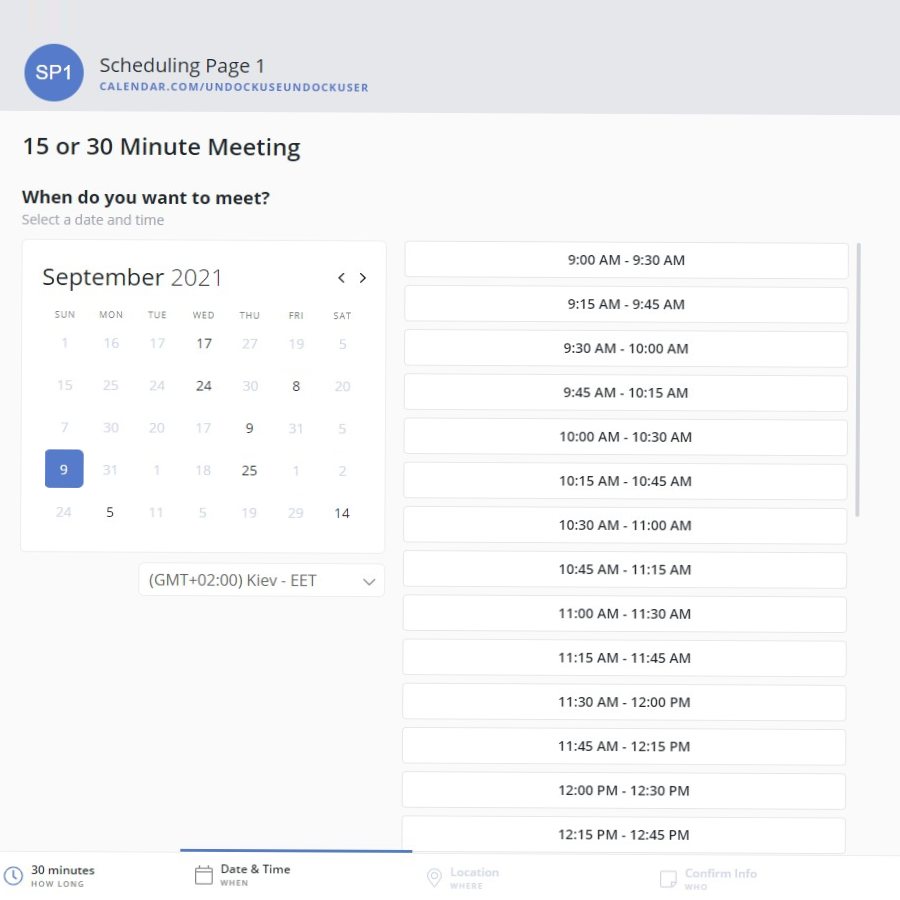 SP1
Scheduling Page 1
CALENDAR.COM/UNDOCKUSEUNDOCKUSER
15 or 30 Minute Meeting
When do you want to meet?
Select a date and time
September 2021
SUN MON TUE WED THU FRI SAT
1 16 17 17 27 19 5
15 25 24 24 30 8 20
7 30 20 17 9 31 5
9 31 1 18 25 1 2
24 5 11 5 19 29 14
(GMT+02:00) Kiev - EET
9:00 AM - 9:30 AM
9:15 AM - 9:45 AM
9:30 AM - 10:00 AM
9:45 AM - 10:15 AM
10:00 AM - 10:30 AM
10:15 AM - 10:45 AM
10:30 AM - 11:00 AM
10:45 AM - 11:15 AM
11:00 AM - 11:30 AM
11:15 AM - 11:45 AM
11:30 AM - 12:00 PM
11:45 AM - 12:15 PM
12:00 PM - 12:30 PM
12:15 PM - 12:45 PM
30 minutes
HOW LONG
Date & Time
WHEN
Location
WHERE
Confirm Info
WHO